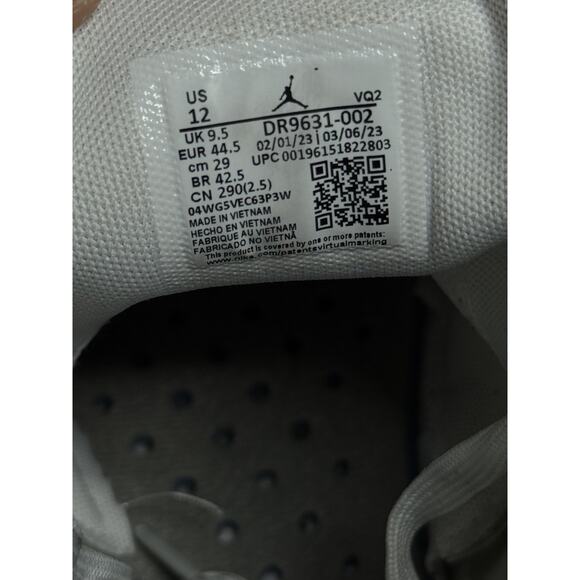 US
12
VQ2
UK 9.5
DR9631-002
EUR 44.5
02/01/23 | 03/06/23
cm 29
UPC 00196151822803
BR 42.5
CN 290(2.5)
04WG5VEC63P3W
MADE IN VIETNAM
HECHO EN VIETNAM
FABRIQUE AU VIETNAM
FABRICADO NO VIETNÃ
This product is covered by one or more patents:
www.nike.com/patentsvirtualmarking